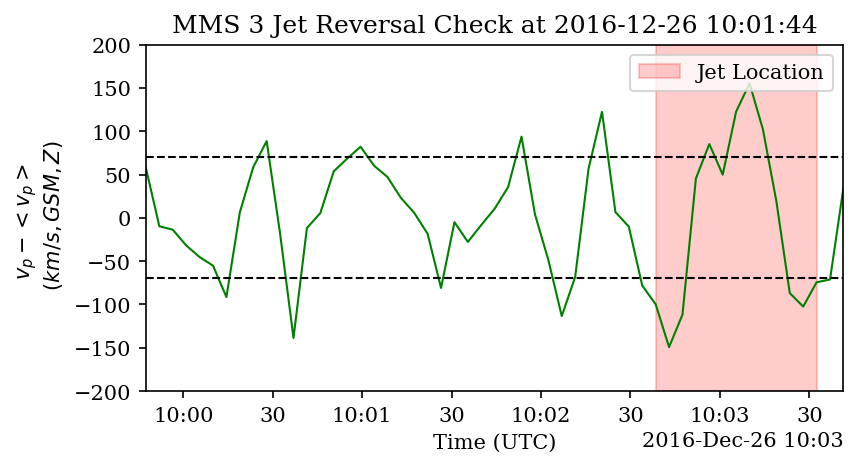 MMS 3 Jet Reversal Check at 2016-12-26 10:01:44
v_p − < v_p >
(km/s, GSM, Z)
200
150
100
50
0
−50
−100
−150
−200
Jet Location
10:00
30
10:01
30
10:02
30
10:03
30
Time (UTC)
2016-Dec-26 10:03